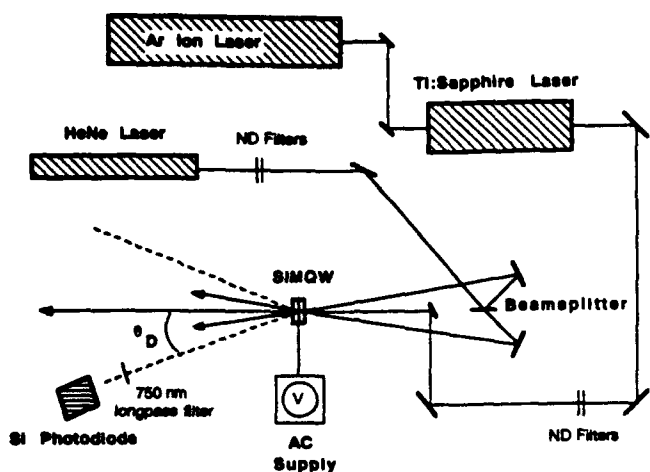 Ar Ion Laser
Ti:Sapphire Laser
HeNe Laser
ND Filters
SIMQW
Beamsplitter
θ
D
750 nm
longpass filter
V
Si Photodiode
AC
Supply
ND Filters